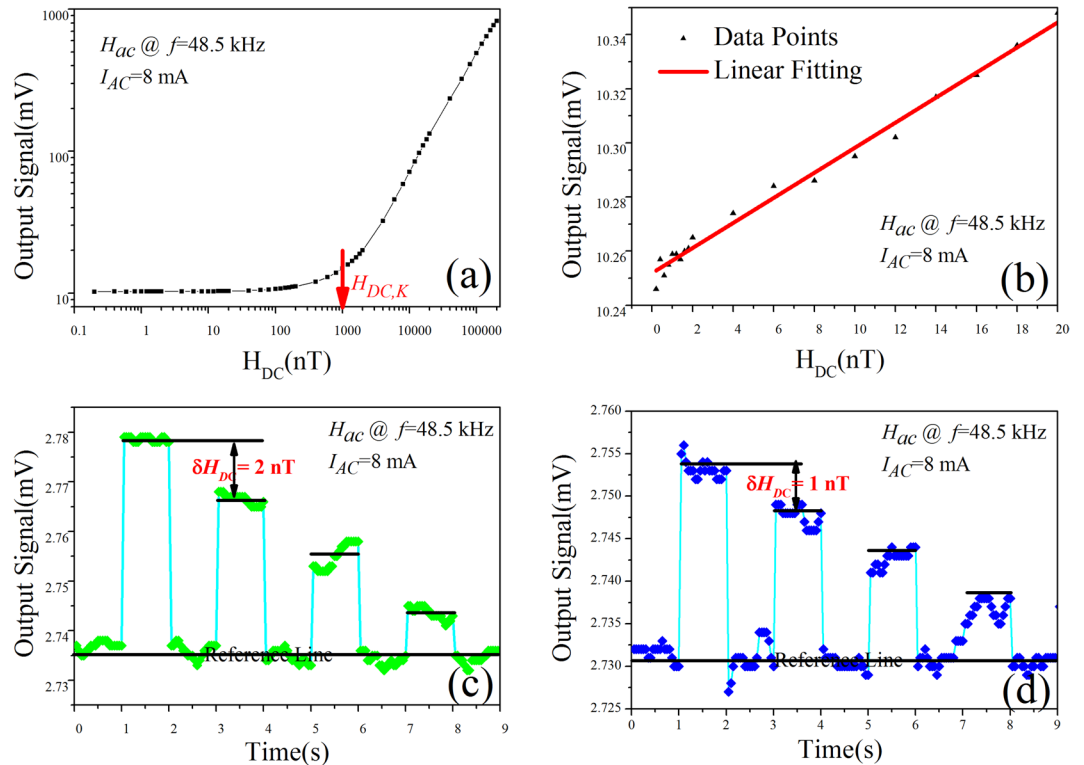 1000
100
10
Output Signal(mV)
H_ac @ f=48.5 kHz
I_AC=8 mA
H_DC,K
(a)
0.1 1 10 100 1000 10000 100000
H_DC(nT)
10.34
10.32
10.30
10.28
10.26
10.24
Output Signal(mV)
Data Points
Linear Fitting
H_ac @ f=48.5 kHz
I_AC=8 mA
(b)
0 2 4 6 8 10 12 14 16 18 20
H_DC(nT)
2.78
2.77
2.76
2.75
2.74
2.73
Output Signal(mV)
H_ac @ f=48.5 kHz
I_AC=8 mA
δH_DC= 2 nT
Reference Line
(c)
0 1 2 3 4 5 6 7 8 9
Time(s)
2.760
2.755
2.750
2.745
2.740
2.735
2.730
2.725
Output Signal(mV)
H_ac @ f=48.5 kHz
I_AC=8 mA
δH_DC= 1 nT
Reference Line
(d)
0 1 2 3 4 5 6 7 8 9
Time(s)